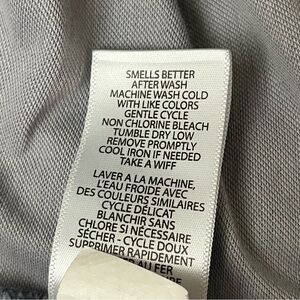 SMELLS BETTER
AFTER WASH
MACHINE WASH COLD
WITH LIKE COLORS
GENTLE CYCLE
NON CHLORINE BLEACH
TUMBLE DRY LOW
REMOVE PROMPTLY
COOL IRON IF NEEDED
TAKE A WIFF
LAVER A LA MACHINE,
L'EAU FROIDE AVEC
DES COULEURS SIMILAIRES
CYCLE DÉLICAT
BLANCHIR SANS
CHLORE SI NÉCESSAIRE
SÉCHER - CYCLE DOUX
SUPPRIMER RAPIDEMENT
AU FER